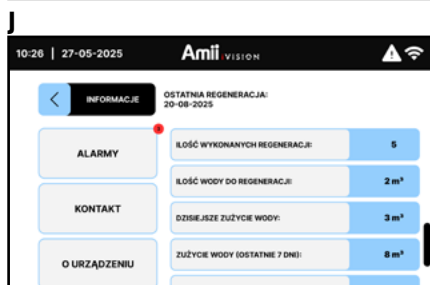 J
10:26 | 27-05-2025
Amii.VISION
INFORMACJE
OSTATNIA REGENERACJA:
20-08-2025
1
ALARMY
KONTAKT
O URZĄDZENIU
ILOŚĆ WYKONANYCH REGENERACJI: 5
ILOŚĆ WODY DO REGENERACJI: 2 m³
DZISIEJSZE ZUŻYCIE WODY: 3 m³
ZUŻYCIE WODY (OSTATNIE 7 DNI): 8 m³